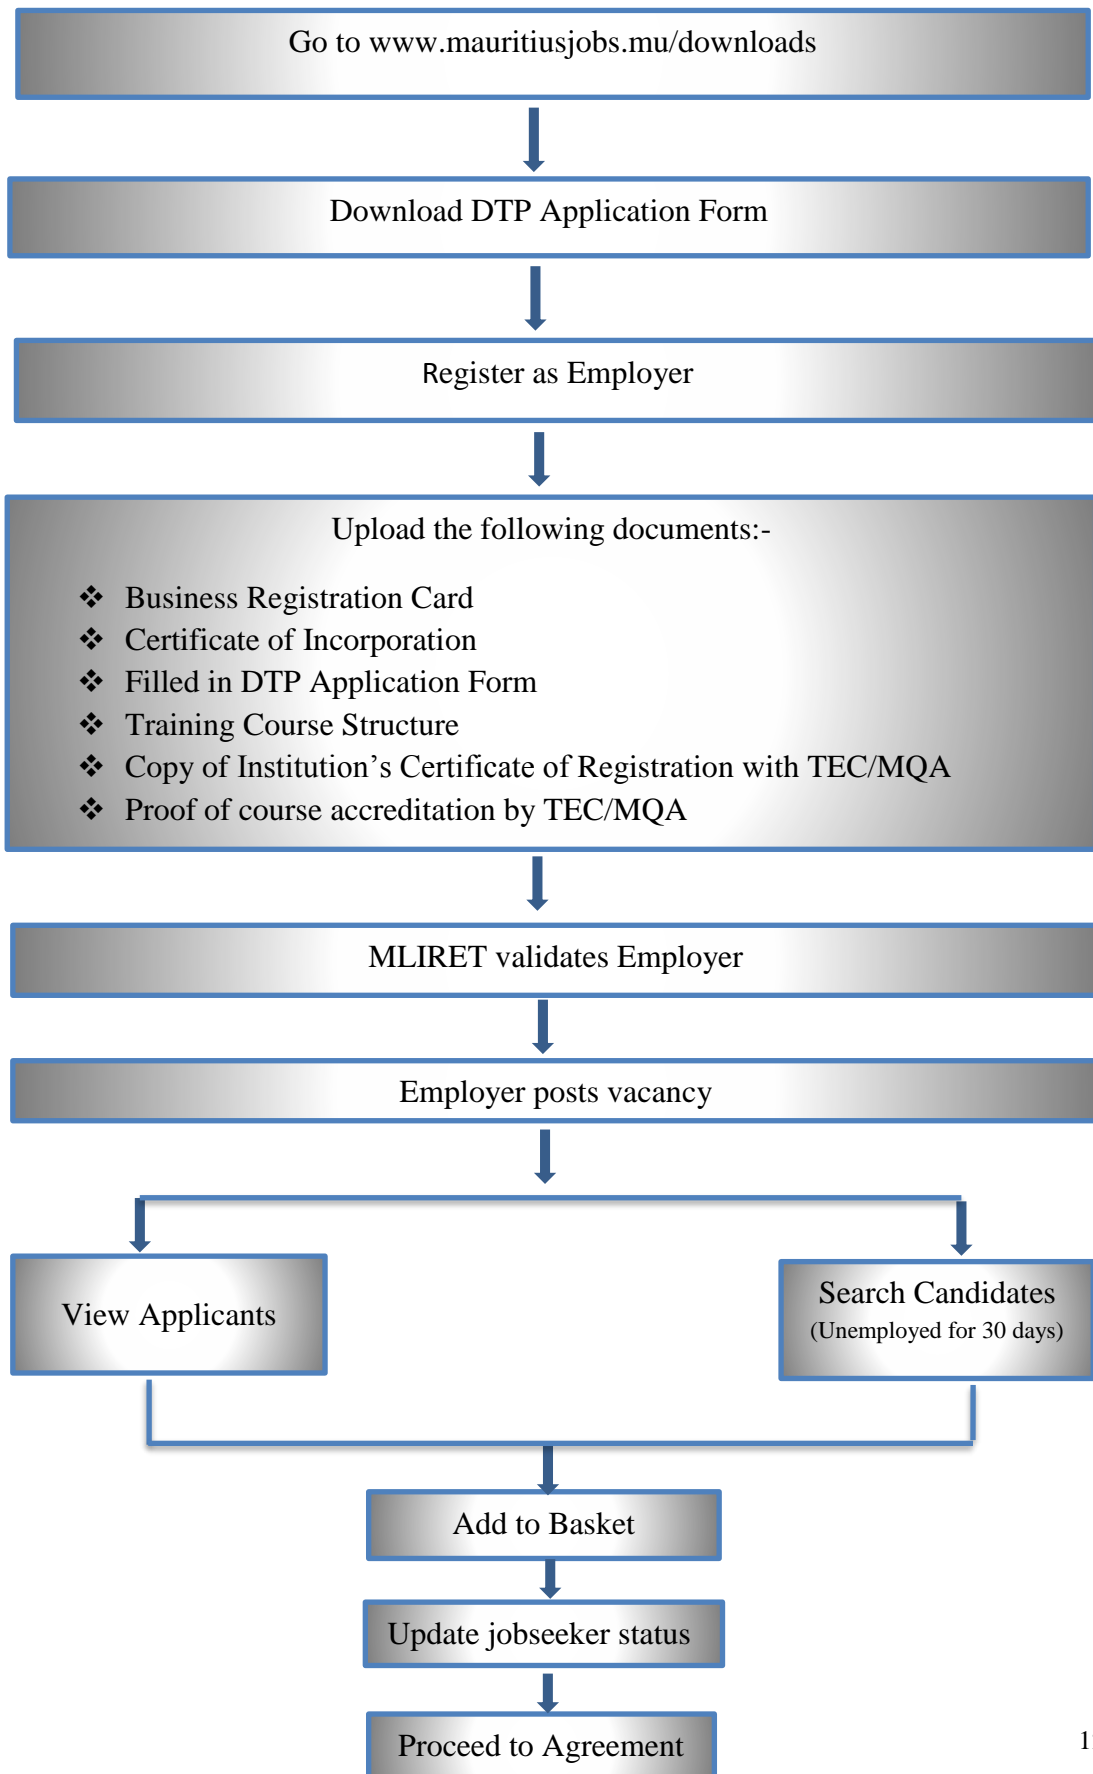 Go to www.mauritiusjobs.mu/downloads
Download DTP Application Form
Register as Employer
Upload the following documents:-
❖ Business Registration Card
❖ Certificate of Incorporation
❖ Filled in DTP Application Form
❖ Training Course Structure
❖ Copy of Institution’s Certificate of Registration with TEC/MQA
❖ Proof of course accreditation by TEC/MQA
MLIRET validates Employer
Employer posts vacancy
View Applicants
Search Candidates
(Unemployed for 30 days)
Add to Basket
Update jobseeker status
Proceed to Agreement